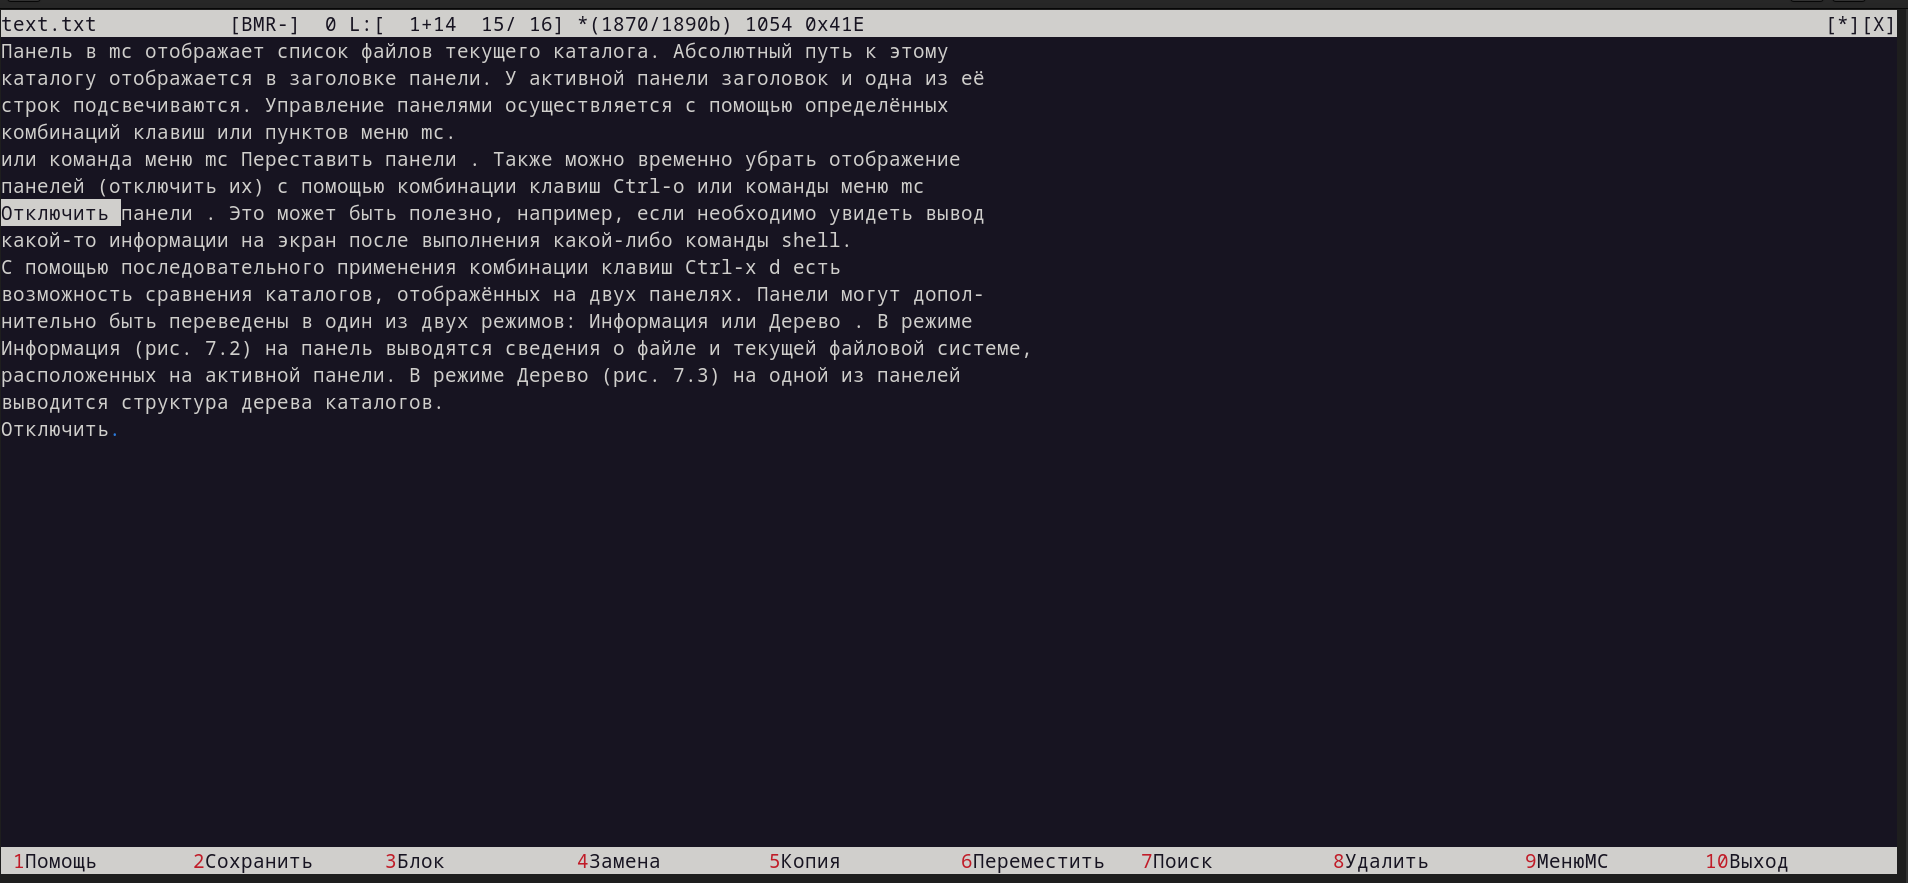 text.txt [BMR-] 0 L:[ 1+14 15/ 16] *(1870/1890b) 1054 0x41E [*][X]
Панель в mc отображает список файлов текущего каталога. Абсолютный путь к этому
каталогу отображается в заголовке панели. У активной панели заголовок и одна из её
строк подсвечиваются. Управление панелями осуществляется с помощью определённых
комбинаций клавиш или пунктов меню mc.
или команда меню mc Переставить панели . Также можно временно убрать отображение
панелей (отключить их) с помощью комбинации клавиш Ctrl-o или команды меню mc
Отключить панели . Это может быть полезно, например, если необходимо увидеть вывод
какой-то информации на экран после выполнения какой-либо команды shell.
С помощью последовательного применения комбинации клавиш Ctrl-x d есть
возможность сравнения каталогов, отображённых на двух панелях. Панели могут допол-
нительно быть переведены в один из двух режимов: Информация или Дерево . В режиме
Информация (рис. 7.2) на панель выводятся сведения о файле и текущей файловой системе,
расположенных на активной панели. В режиме Дерево (рис. 7.3) на одной из панелей
выводится структура дерева каталогов.
Отключить.
1Помощь 2Сохранить 3Блок 4Замена 5Копия 6Переместить 7Поиск 8Удалить 9МенюMC 10Выход